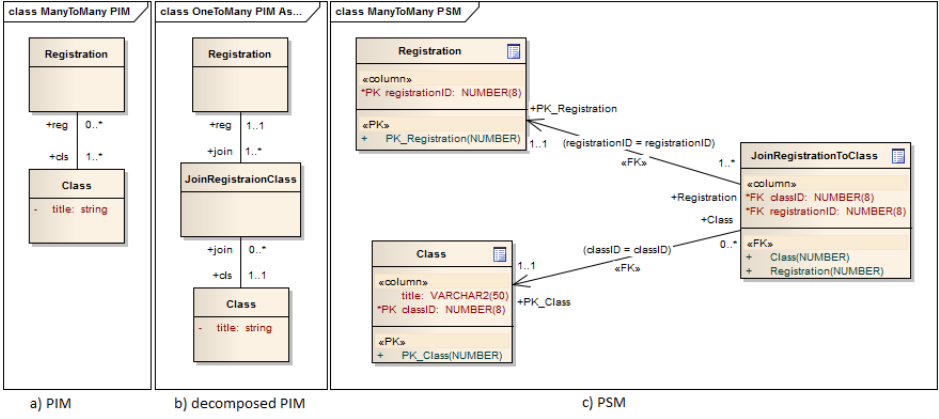 class ManyToMany PIM
Registration
+reg 0..*
+cls 1..*
Class
- title: string
a) PIM
class OneToMany PIM As...
Registration
+reg 1..1
+join 1..*
JoinRegistraionClass
+join 0..*
+cls 1..1
Class
- title: string
b) decomposed PIM
class ManyToMany PSM
Registration
«column»
*PK registrationID: NUMBER(8)
«PK»
+ PK_Registration(NUMBER)
+PK_Registration
1..1
(registrationID = registrationID)
«FK»
1..*
+Registration
JoinRegistrationToClass
«column»
*FK classID: NUMBER(8)
*FK registrationID: NUMBER(8)
«FK»
+ Class(NUMBER)
+ Registration(NUMBER)
+Class
0..*
(classID = classID)
«FK»
1..1
+PK_Class
Class
«column»
title: VARCHAR2(50)
*PK classID: NUMBER(8)
«PK»
+ PK_Class(NUMBER)
c) PSM